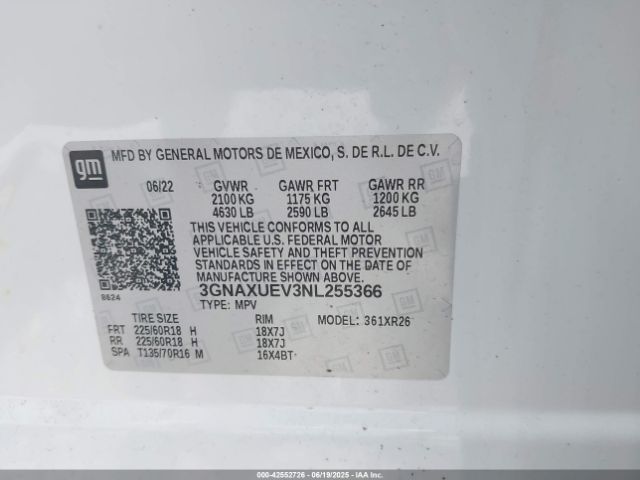 gm
MFD BY GENERAL MOTORS DE MEXICO, S. DE R.L. DE C.V.
06/22 GVWR GAWR FRT GAWR RR
2100 KG 1175 KG 1200 KG
4630 LB 2590 LB 2645 LB
THIS VEHICLE CONFORMS TO ALL
APPLICABLE U.S. FEDERAL MOTOR
VEHICLE SAFETY AND THEFT PREVENTION
STANDARDS IN EFFECT ON THE DATE OF
MANUFACTURE SHOWN ABOVE.
8624
3GNAXUEV3NL255366
TYPE: MPV
TIRE SIZE RIM MODEL: 361XR26
FRT 225/60R18 H 18X7J
RR 225/60R18 H 18X7J
SPA T135/70R16 M 16X4BT
000-42552726 - 06/19/2025 - IAAI.COM